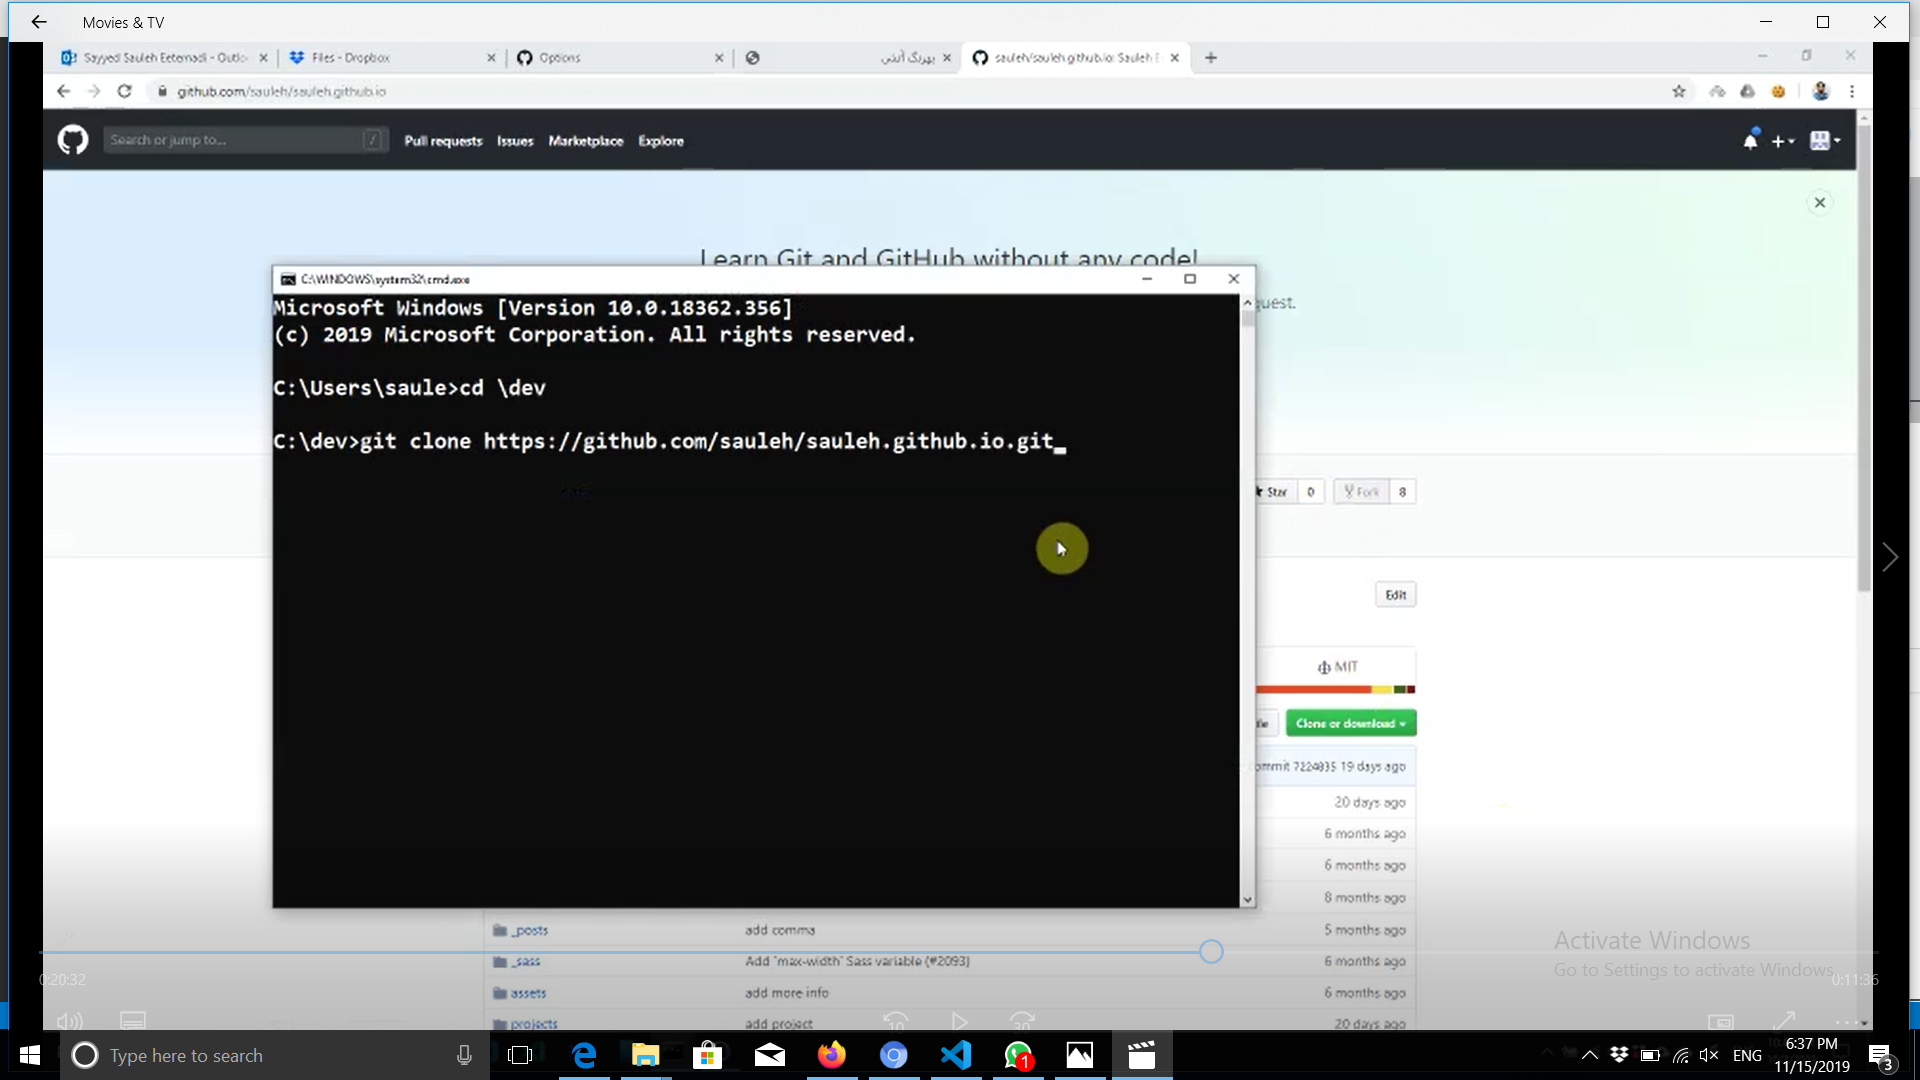 Movies & TV
Sayyed Sauleh Eetemadi - Outlo
Files - Dropbox
Options
sauleh/sauleh.github.io: Sauleh E
github.com/sauleh/sauleh.github.io
Search or jump to...
/
Pull requests
Issues
Marketplace
Explore
Learn Git and GitHub without any code!
quest.
C:\WINDOWS\system32\cmd.exe
Microsoft Windows [Version 10.0.18362.356]
(c) 2019 Microsoft Corporation. All rights reserved.
C:\Users\saule>cd \dev
C:\dev>git clone https://github.com/sauleh/sauleh.github.io.git
Star 0
Fork 8
Edit
MIT
Clone or download
commit 7224835 19 days ago
20 days ago
6 months ago
6 months ago
8 months ago
_posts add comma 5 months ago
_sass Add `max-width` Sass variable (#2093) 6 months ago
assets add more info 6 months ago
projects add project 20 days ago
Activate Windows
Go to Settings to activate Windows.
0:20:32
0:11:36
10
30
Type here to search
1
ENG
6:37 PM
11/15/2019
3